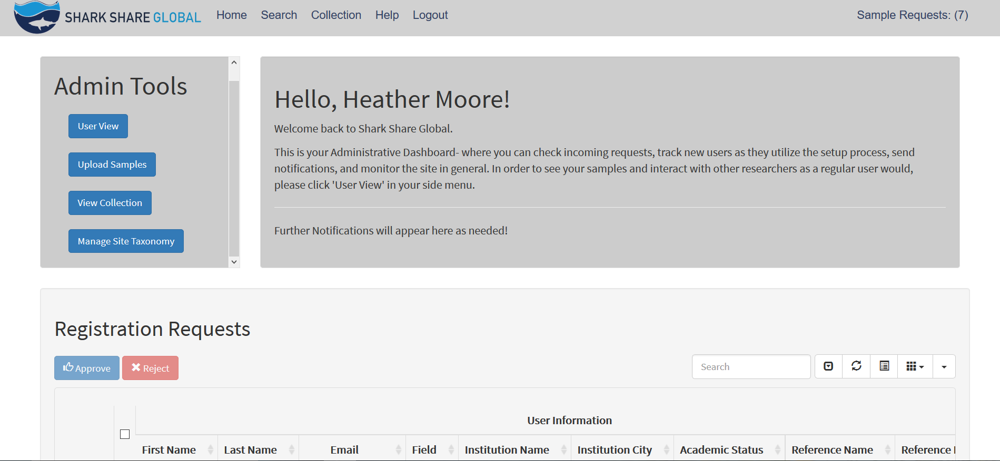 SHARK SHARE GLOBAL Home Search Collection Help Logout Sample Requests: (7)
Admin Tools
User View
Upload Samples
View Collection
Manage Site Taxonomy
Hello, Heather Moore!
Welcome back to Shark Share Global.
This is your Administrative Dashboard- where you can check incoming requests, track new users as they utilize the setup process, send
notifications, and monitor the site in general. In order to see your samples and interact with other researchers as a regular user would,
please click 'User View' in your side menu.
Further Notifications will appear here as needed!
Registration Requests
Approve Reject Search
User Information
First Name Last Name Email Field Institution Name Institution City Academic Status Reference Name Reference